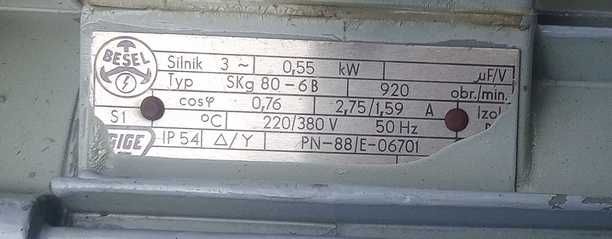 BESEL
Silnik 3 ~ 0,55 kW µF/V
Typ SKg 80-6B 920 obr./min.
cosφ 0,76 2,75/1,59 A Izol
S1 °C 220/380 V 50 Hz
GIGE IP 54 △/Y PN-88/E-06701